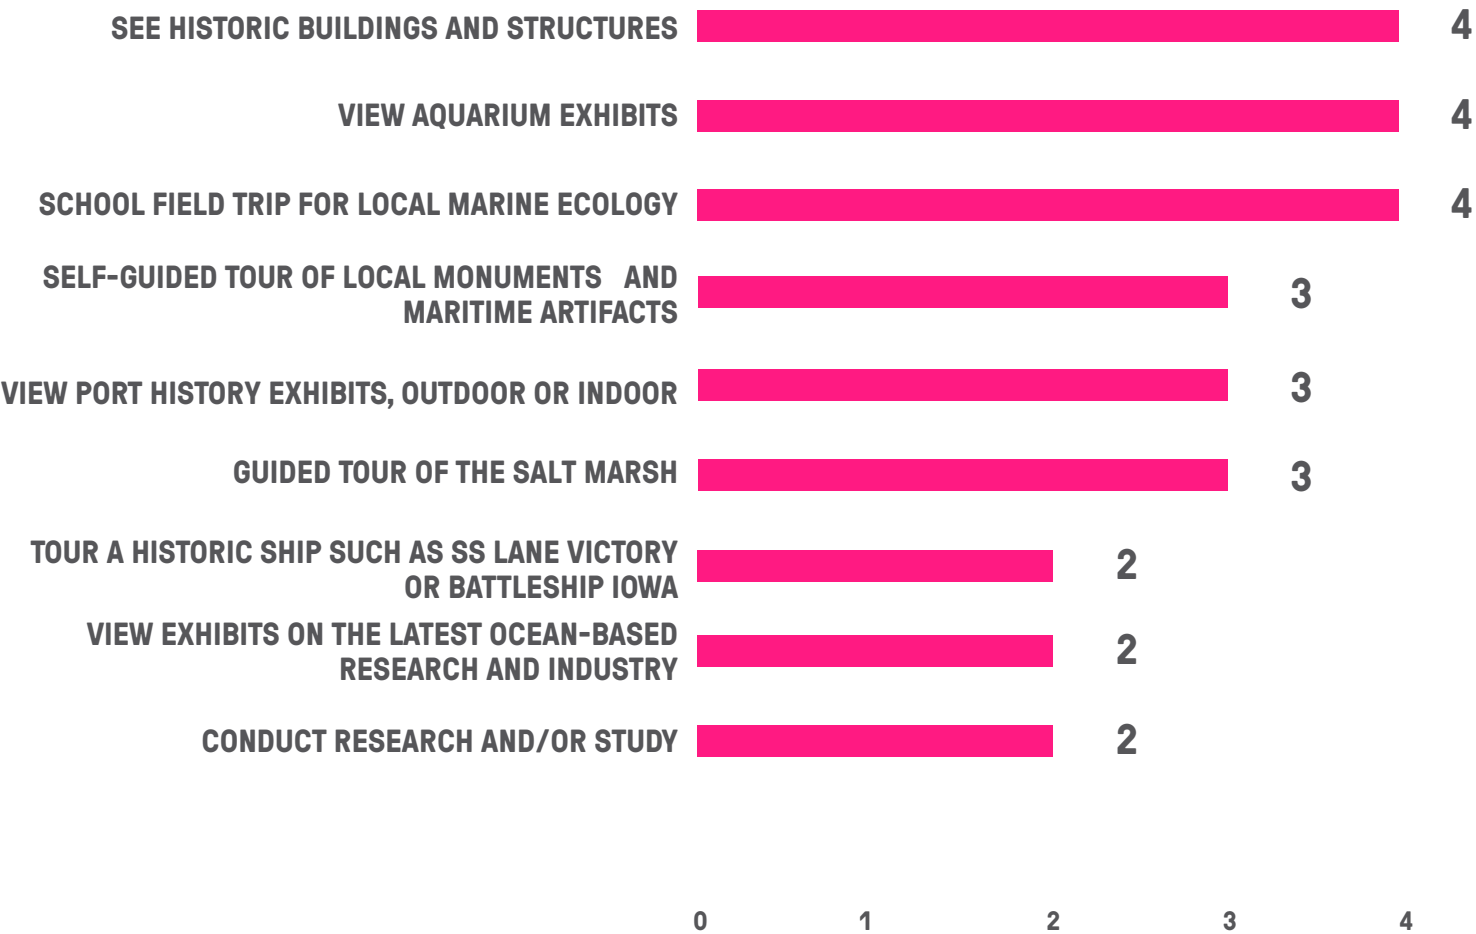 SEE HISTORIC BUILDINGS AND STRUCTURES 4
VIEW AQUARIUM EXHIBITS 4
SCHOOL FIELD TRIP FOR LOCAL MARINE ECOLOGY 4
SELF-GUIDED TOUR OF LOCAL MONUMENTS AND
MARITIME ARTIFACTS 3
VIEW PORT HISTORY EXHIBITS, OUTDOOR OR INDOOR 3
GUIDED TOUR OF THE SALT MARSH 3
TOUR A HISTORIC SHIP SUCH AS SS LANE VICTORY
OR BATTLESHIP IOWA 2
VIEW EXHIBITS ON THE LATEST OCEAN-BASED
RESEARCH AND INDUSTRY 2
CONDUCT RESEARCH AND/OR STUDY 2
0 1 2 3 4